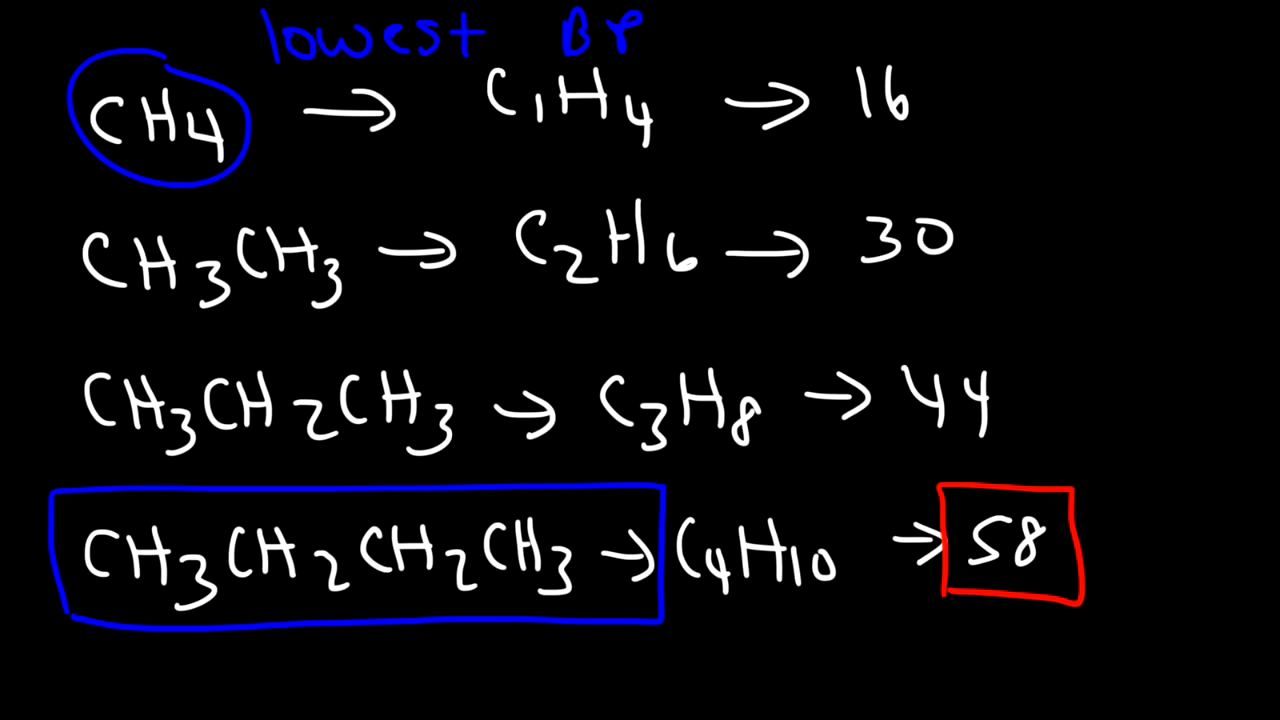 lowest BP
CH4 → C1H4 → 16
CH3CH3 → C2H6 → 30
CH3CH2CH3 → C3H8 → 44
CH3CH2CH2CH3 → C4H10 → 58